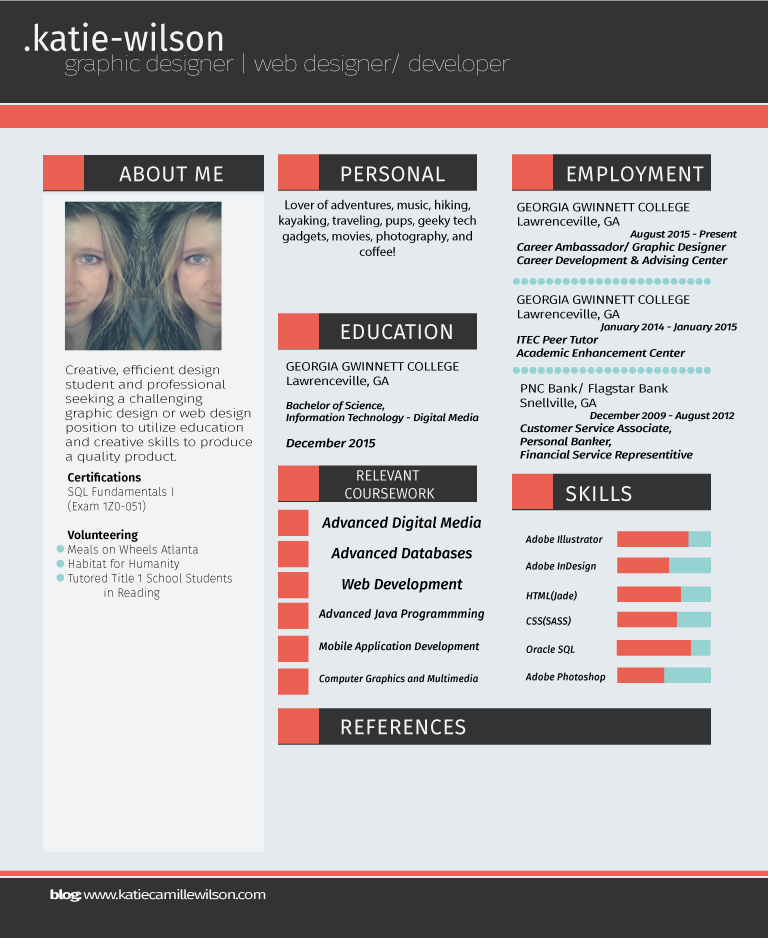 .katie-wilson
graphic designer | web designer/ developer
ABOUT ME
Creative, efficient design
student and professional
seeking a challenging
graphic design or web design
position to utilize education
and creative skills to produce
a quality product.
Certifications
SQL Fundamentals I
(Exam 1Z0-051)
Volunteering
Meals on Wheels Atlanta
Habitat for Humanity
Tutored Title 1 School Students
in Reading
PERSONAL
Lover of adventures, music, hiking,
kayaking, traveling, pups, geeky tech
gadgets, movies, photography, and
coffee!
EDUCATION
GEORGIA GWINNETT COLLEGE
Lawrenceville, GA
Bachelor of Science,
Information Technology - Digital Media
December 2015
RELEVANT
COURSEWORK
Advanced Digital Media
Advanced Databases
Web Development
Advanced Java Programmming
Mobile Application Development
Computer Graphics and Multimedia
EMPLOYMENT
GEORGIA GWINNETT COLLEGE
Lawrenceville, GA
August 2015 - Present
Career Ambassador/ Graphic Designer
Career Development & Advising Center
GEORGIA GWINNETT COLLEGE
Lawrenceville, GA
January 2014 - January 2015
ITEC Peer Tutor
Academic Enhancement Center
PNC Bank/ Flagstar Bank
Snellville, GA
December 2009 - August 2012
Customer Service Associate,
Personal Banker,
Financial Service Representitive
SKILLS
Adobe Illustrator
Adobe InDesign
HTML(Jade)
CSS(SASS)
Oracle SQL
Adobe Photoshop
REFERENCES
blog: www.katiecamillewilson.com